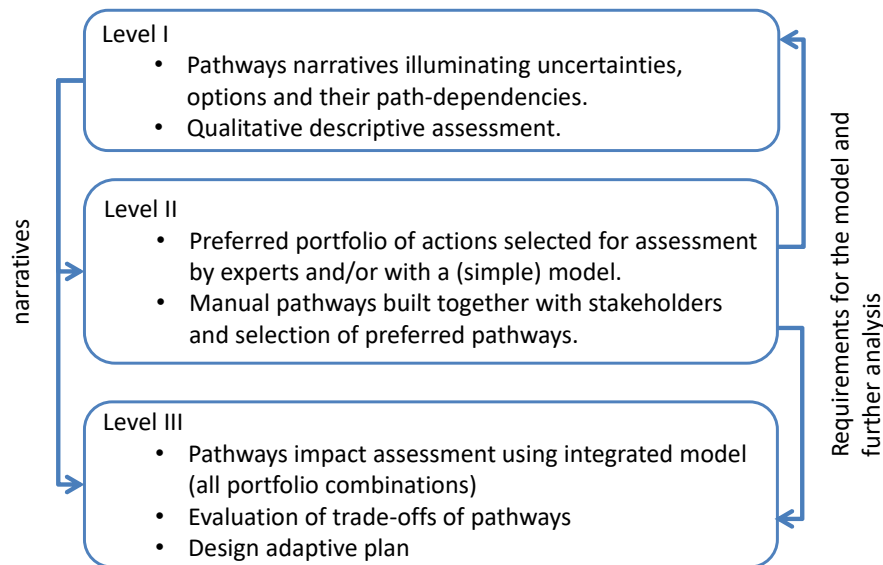 Level I
• Pathways narratives illuminating uncertainties,
options and their path-dependencies.
• Qualitative descriptive assessment.
narratives
Level II
• Preferred portfolio of actions selected for assessment
by experts and/or with a (simple) model.
• Manual pathways built together with stakeholders
and selection of preferred pathways.
Requirements for the model and
further analysis
Level III
• Pathways impact assessment using integrated model
(all portfolio combinations)
• Evaluation of trade-offs of pathways
• Design adaptive plan